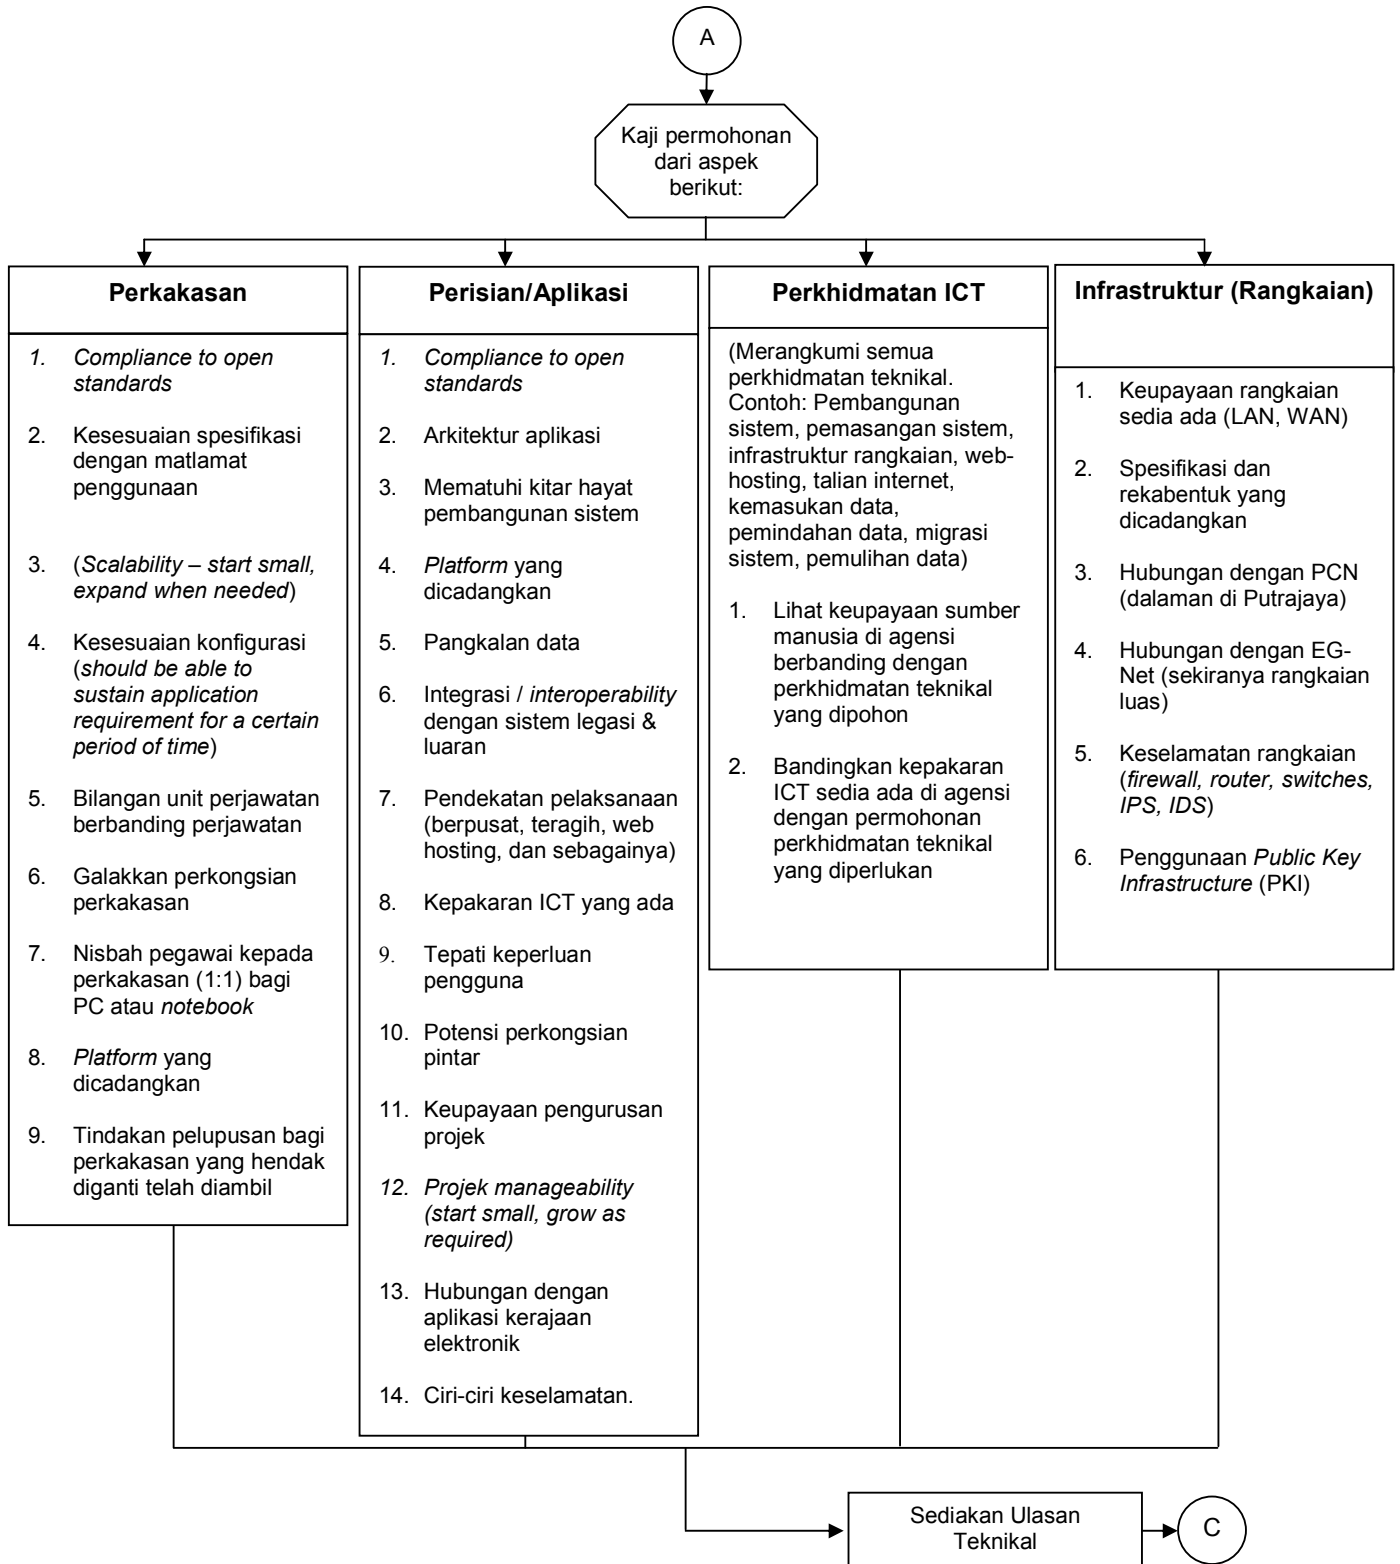 A
Kaji permohonan
dari aspek
berikut:
Perkakasan
1. Compliance to open
standards
2. Kesesuaian spesifikasi
dengan matlamat
penggunaan
3. (Scalability – start small,
expand when needed)
4. Kesesuaian konfigurasi
(should be able to
sustain application
requirement for a certain
period of time)
5. Bilangan unit perjawatan
berbanding perjawatan
6. Galakkan perkongsian
perkakasan
7. Nisbah pegawai kepada
perkakasan (1:1) bagi
PC atau notebook
8. Platform yang
dicadangkan
9. Tindakan pelupusan bagi
perkakasan yang hendak
diganti telah diambil
Perisian/Aplikasi
1. Compliance to open
standards
2. Arkitektur aplikasi
3. Mematuhi kitar hayat
pembangunan sistem
4. Platform yang
dicadangkan
5. Pangkalan data
6. Integrasi / interoperability
dengan sistem legasi &
luaran
7. Pendekatan pelaksanaan
(berpusat, teragih, web
hosting, dan sebagainya)
8. Kepakaran ICT yang ada
9. Tepati keperluan
pengguna
10. Potensi perkongsian
pintar
11. Keupayaan pengurusan
projek
12. Projek manageability
(start small, grow as
required)
13. Hubungan dengan
aplikasi kerajaan
elektronik
14. Ciri-ciri keselamatan.
Perkhidmatan ICT
(Merangkumi semua
perkhidmatan teknikal.
Contoh: Pembangunan
sistem, pemasangan sistem,
infrastruktur rangkaian, web-
hosting, talian internet,
kemasukan data,
pemindahan data, migrasi
sistem, pemulihan data)
1. Lihat keupayaan sumber
manusia di agensi
berbanding dengan
perkhidmatan teknikal
yang dipohon
2. Bandingkan kepakaran
ICT sedia ada di agensi
dengan permohonan
perkhidmatan teknikal
yang diperlukan
Infrastruktur (Rangkaian)
1. Keupayaan rangkaian
sedia ada (LAN, WAN)
2. Spesifikasi dan
rekabentuk yang
dicadangkan
3. Hubungan dengan PCN
(dalaman di Putrajaya)
4. Hubungan dengan EG-
Net (sekiranya rangkaian
luas)
5. Keselamatan rangkaian
(firewall, router, switches,
IPS, IDS)
6. Penggunaan Public Key
Infrastructure (PKI)
Sediakan Ulasan
Teknikal
C